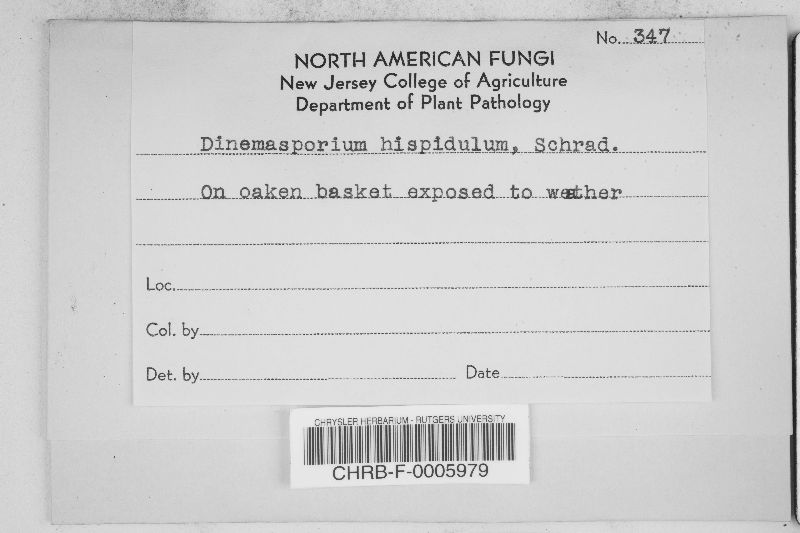 No. 347
NORTH AMERICAN FUNGI
New Jersey College of Agriculture
Department of Plant Pathology
Dinemasporium hispidulum, Schrad.
On oaken basket exposed to weather
Loc.
Col. by
Det. by Date
CHRYSLER HERBARIUM - RUTGERS UNIVERSITY
CHRB-F-0005979